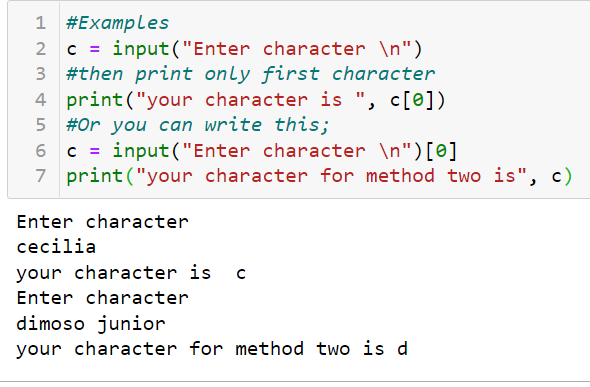 1 #Examples
2 c = input("Enter character \n")
3 #then print only first character
4 print("your character is ", c[0])
5 #Or you can write this;
6 c = input("Enter character \n")[0]
7 print("your character for method two is", c)
Enter character
cecilia
your character is  c
Enter character
dimoso junior
your character for method two is d